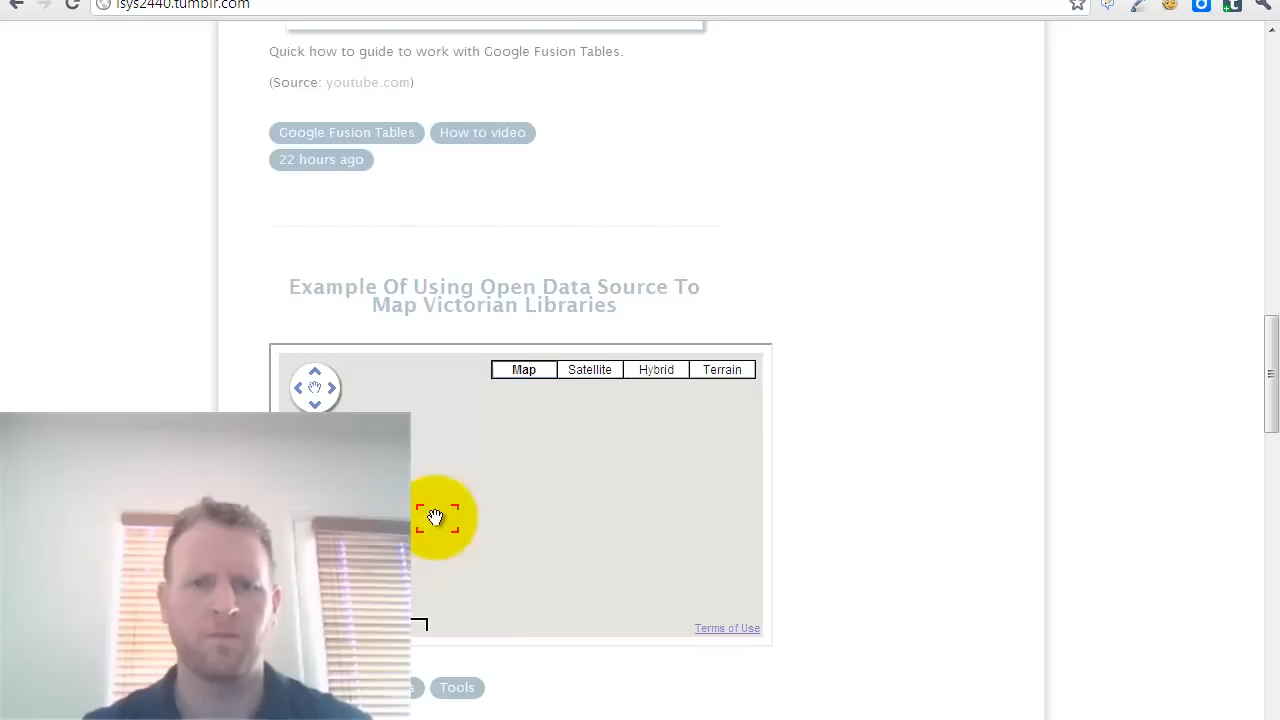 isys2440.tumblr.com
Quick how to guide to work with Google Fusion Tables.
(Source: youtube.com)
Google Fusion Tables How to video
22 hours ago
Example Of Using Open Data Source To
Map Victorian Libraries
Map Satellite Hybrid Terrain
Terms of Use
Tools